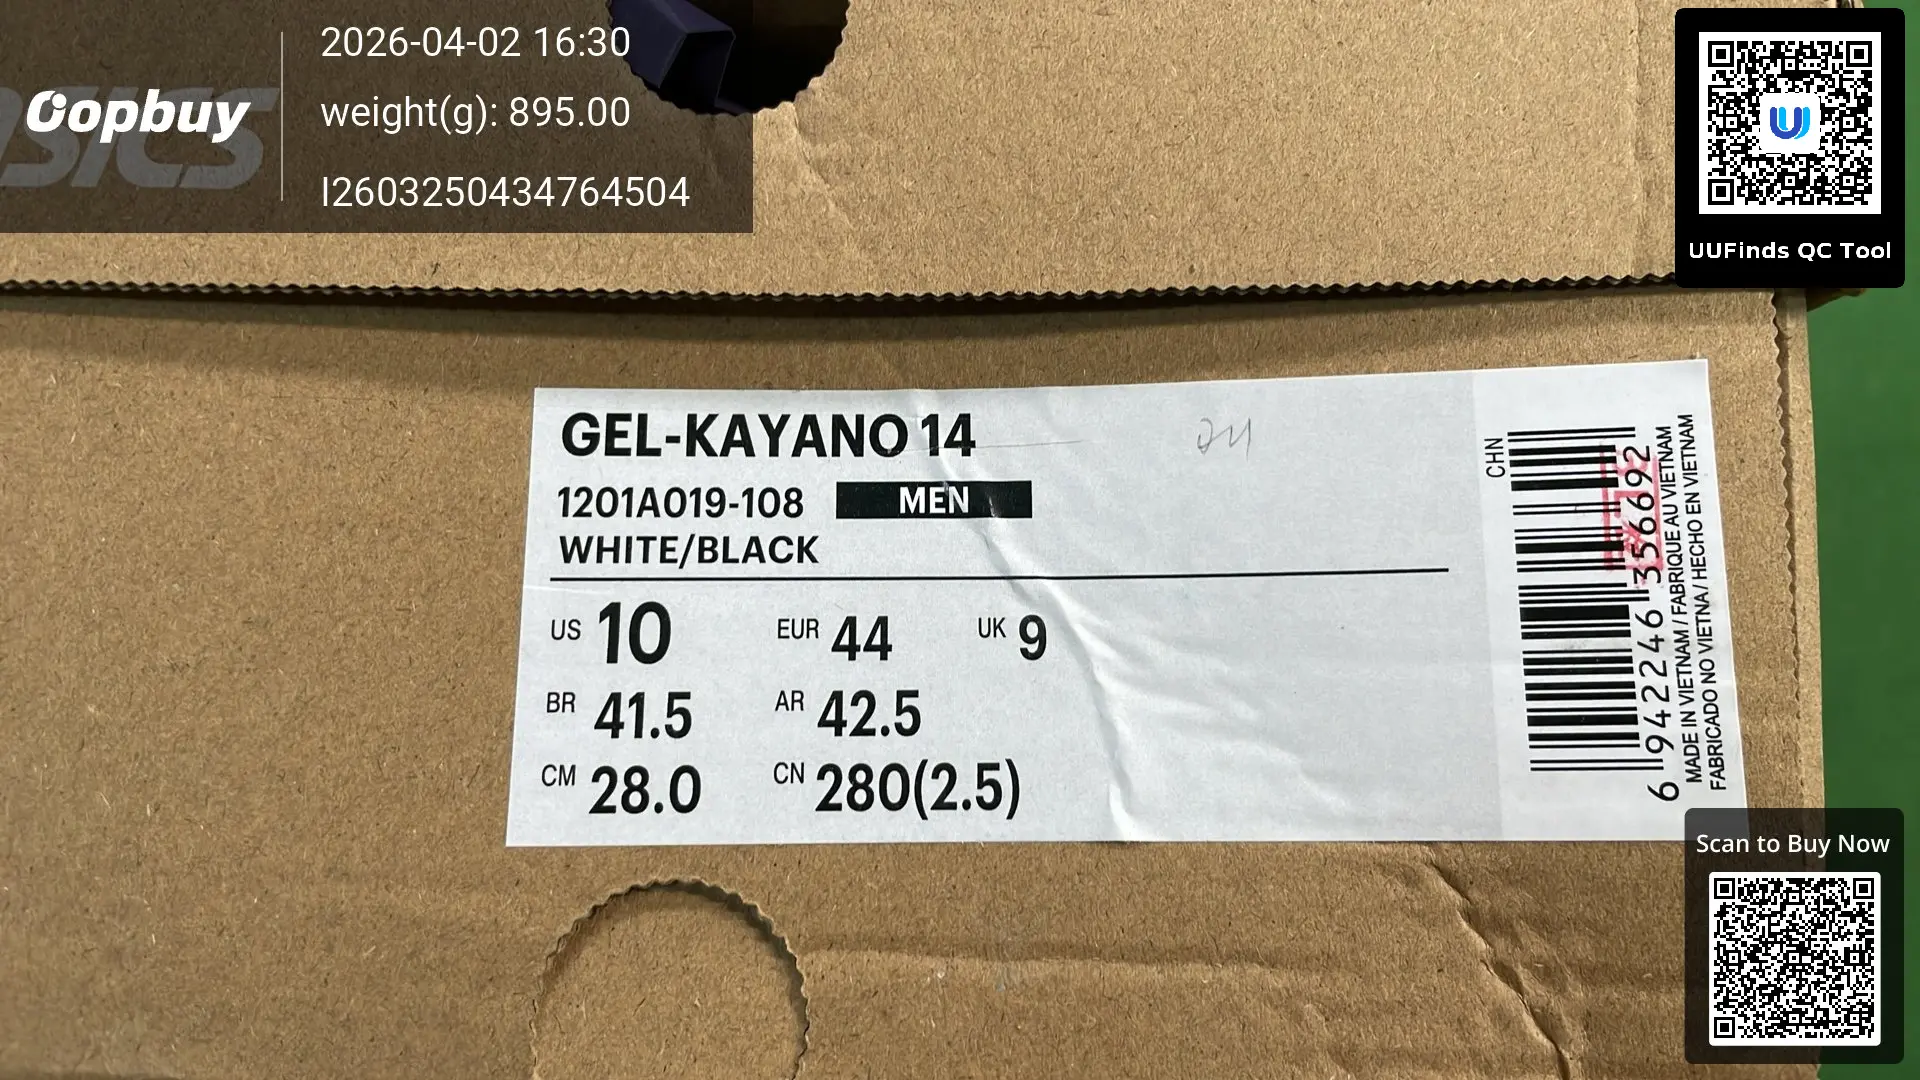 2026-04-02 16:30
oopbuy
weight(g): 895.00
I2603250434764504
asics
UUFinds QC Tool
GEL-KAYANO 14
24
1201A019-108 MEN
WHITE/BLACK
US 10 EUR 44 UK 9
BR 41.5 AR 42.5
CM 28.0 CN 280(2.5)
CHN
6 942246 356692
MADE IN VIETNAM / FABRIQUE AU VIETNAM
FABRICADO NO VIETNA / HECHO EN VIETNAM
Scan to Buy Now